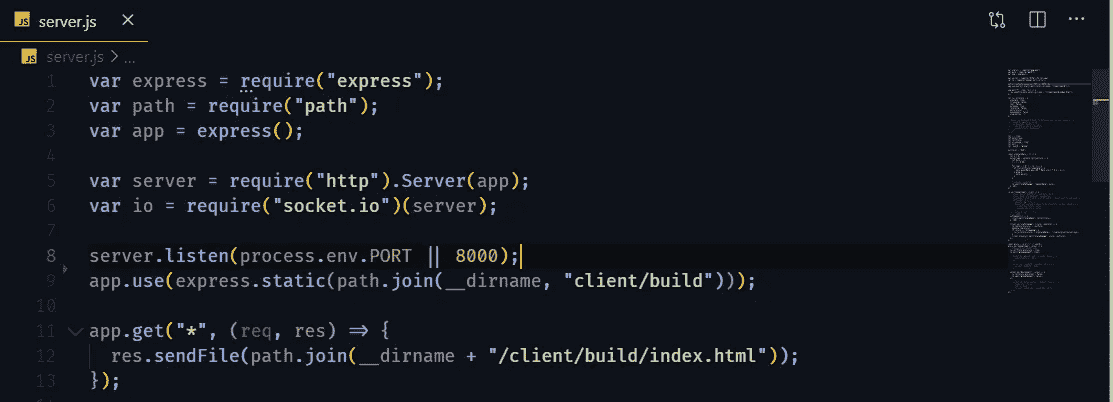 JS server.js ×
JS server.js > ...
1 var express = require("express");
2 var path = require("path");
3 var app = express();
4
5 var server = require("http").Server(app);
6 var io = require("socket.io")(server);
7
8 server.listen(process.env.PORT || 8000);
9 app.use(express.static(path.join(__dirname, "client/build")));
10
11 app.get("*", (req, res) => {
12   res.sendFile(path.join(__dirname + "/client/build/index.html"));
13 });